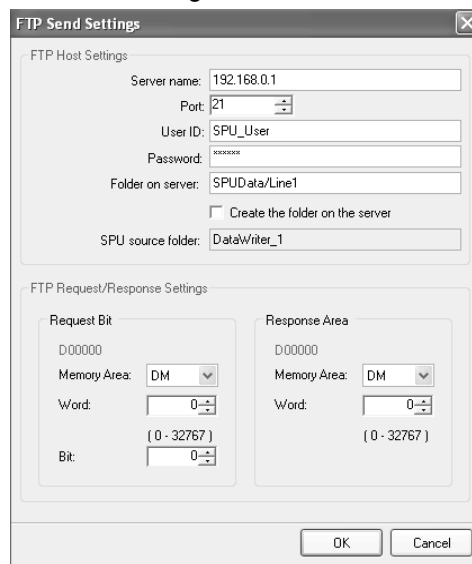 FTP Send Settings
FTP Host Settings
Server name: 192.168.0.1
Port: 21
User ID: SPU_User
Password: ******
Folder on server: SPUData/Line1
Create the folder on the server
SPU source folder: DataWriter_1
FTP Request/Response Settings
Request Bit
D00000
Memory Area: DM
Word: 0
( 0 - 32767 )
Bit: 0
Response Area
D00000
Memory Area: DM
Word: 0
( 0 - 32767 )
OK Cancel